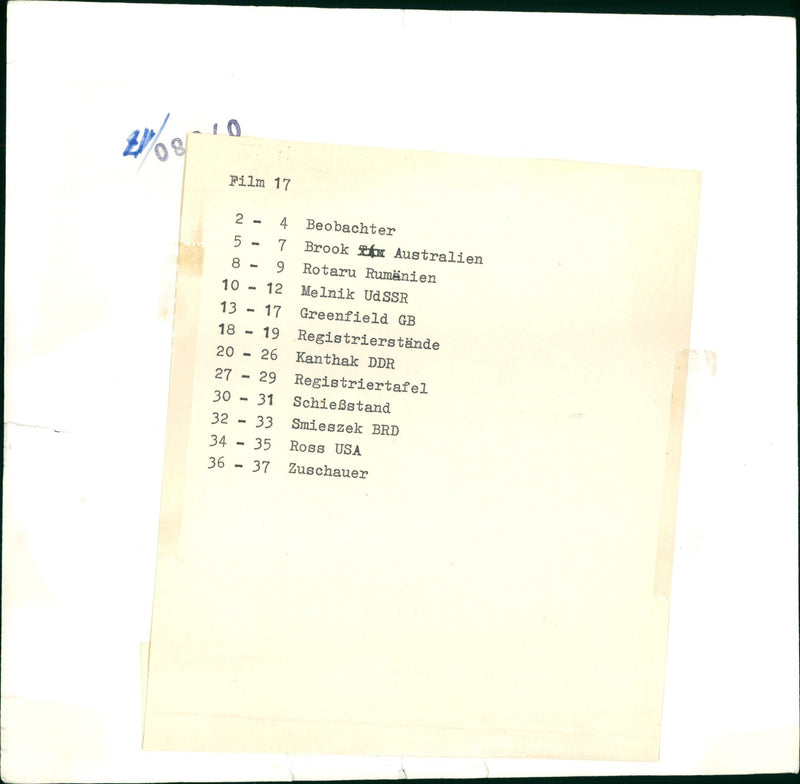 Film 17
2 - 4 Beobachter
5 - 7 Brook Australien
8 - 9 Rotaru Rumänien
10 - 12 Melnik UdSSR
13 - 17 Greenfield GB
18 - 19 Registrierstände
20 - 26 Kanthak DDR
27 - 29 Registriertafel
30 - 31 Schießstand
32 - 33 Smieszek BRD
34 - 35 Ross USA
36 - 37 Zuschauer